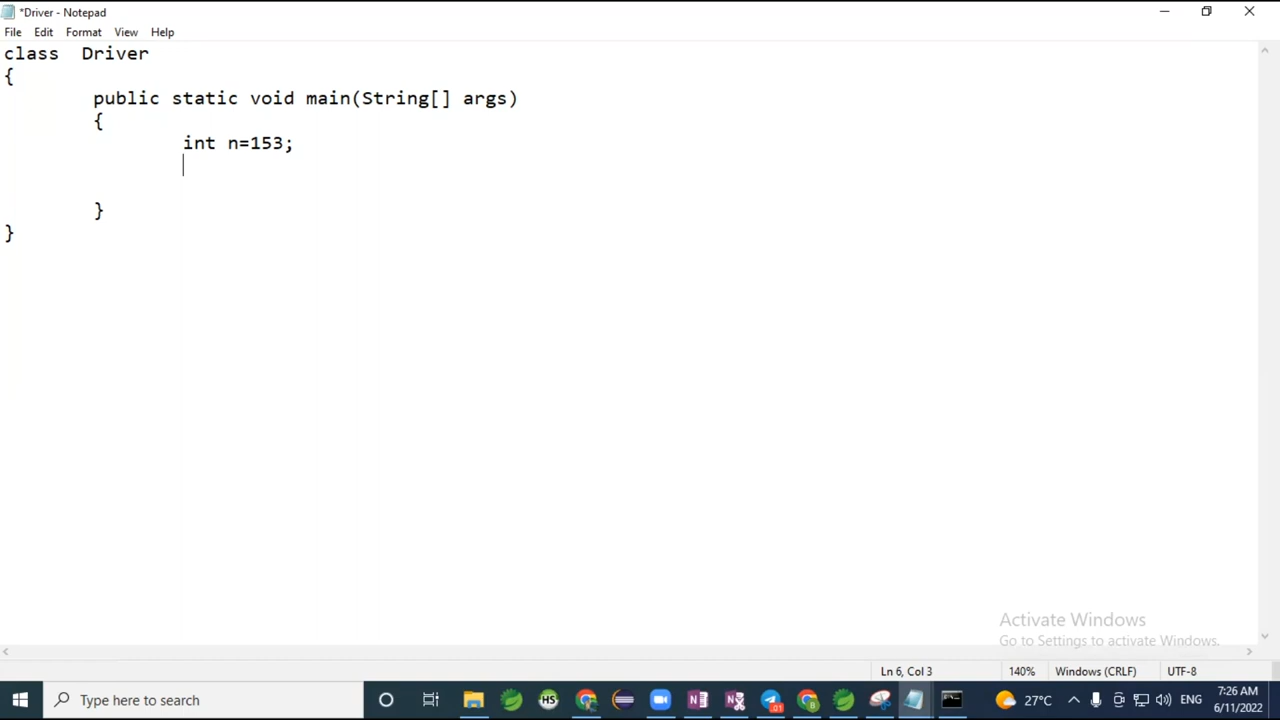 *Driver - Notepad
File Edit Format View Help
class  Driver
{
        public static void main(String[] args)
        {
                int n=153;
        }
}
Activate Windows
Go to Settings to activate Windows.
Ln 6, Col 3 140% Windows (CRLF) UTF-8
Type here to search HS N N .01 B 27°C ENG 7:26 AM
6/11/2022